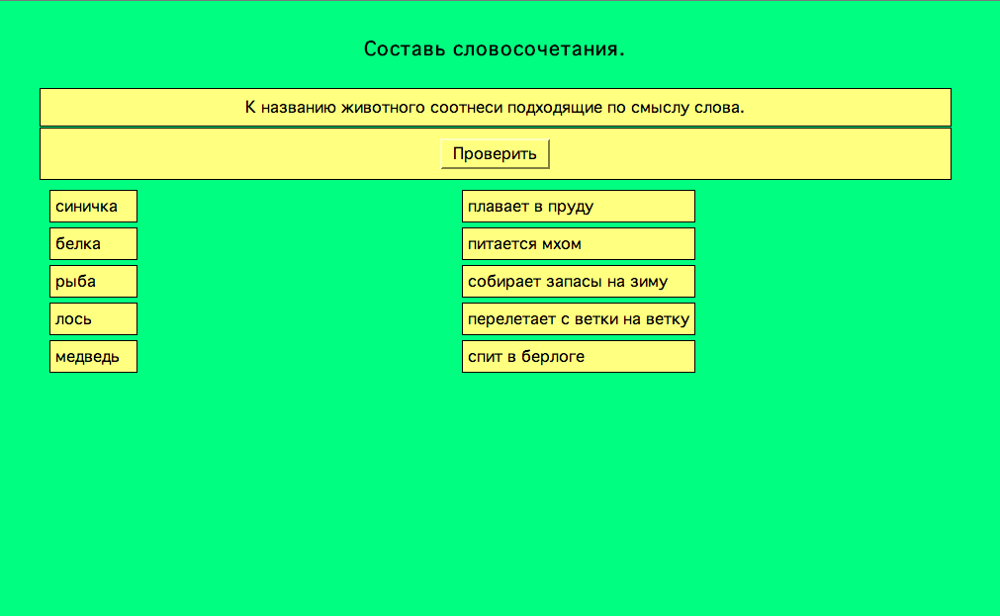 Составь словосочетания.
К названию животного соотнеси подходящие по смыслу слова.
Проверить
синичка плавает в пруду
белка питается мхом
рыба собирает запасы на зиму
лось перелетает с ветки на ветку
медведь спит в берлоге